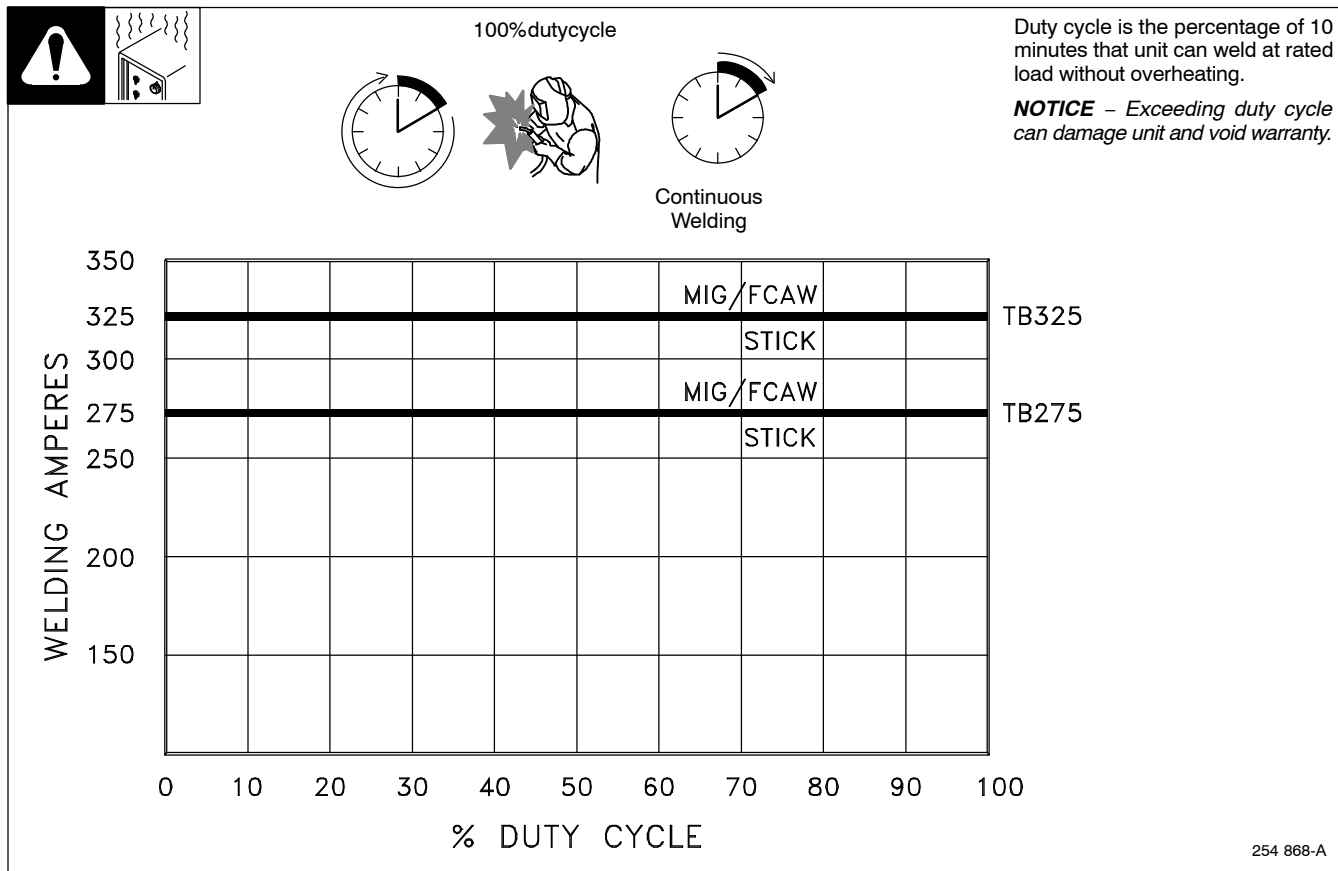 100%dutycycle
Continuous
Welding
Duty cycle is the percentage of 10
minutes that unit can weld at rated
load without overheating.
NOTICE – Exceeding duty cycle
can damage unit and void warranty.
WELDING AMPERES
350
325
300
275
250
200
150
MIG/FCAW
STICK
MIG/FCAW
STICK
TB325
TB275
0 10 20 30 40 50 60 70 80 90 100
% DUTY CYCLE
254 868-A